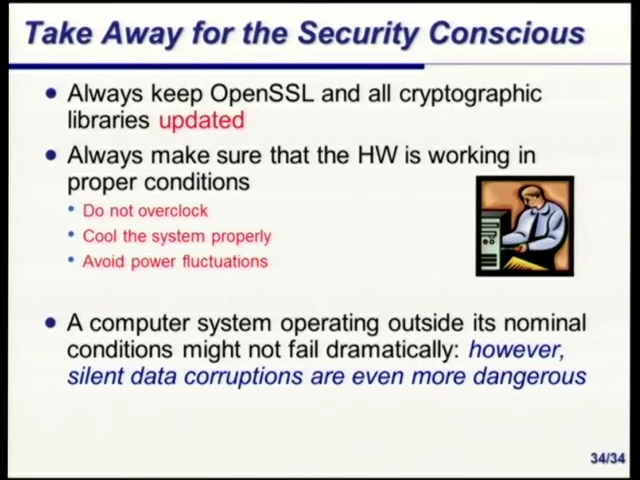 Take Away for the Security Conscious
Always keep OpenSSL and all cryptographic
libraries updated
Always make sure that the HW is working in
proper conditions
Do not overclock
Cool the system properly
Avoid power fluctuations
A computer system operating outside its nominal
conditions might not fail dramatically: however,
silent data corruptions are even more dangerous
34/34